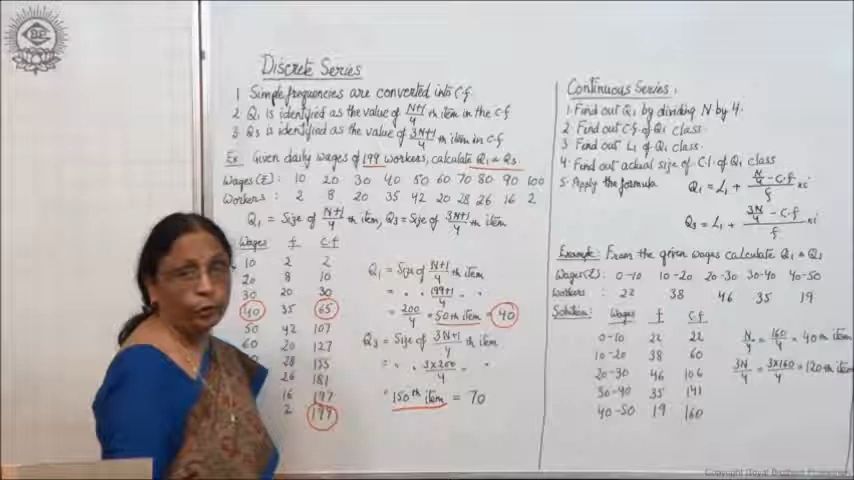 Discrete Series
1 Simple frequencies are converted into C.f
2 Q₁ is identified as the value of N+1/4 th item in the c.f
3 Q₃ is identified as the value of 3N+1/4 th item in c.f
Ex: Given daily wages of 199 workers, calculate Q₁ & Q₃
Wages(₹): 10 20 30 40 50 60 70 80 90 100
Workers: 2 8 20 35 42 20 28 26 16 2
Q₁ = Size of N+1/4 th item, Q₃ = Size of 3N+1/4 th item
Wages f C.f
10 2 2
20 8 10
30 20 30
40 35 65
50 42 107
60 20 127
28 155
26 181
16 197
2 199
Q₁ = Size of N+1/4 th item
= " " 199+1/4 " "
= 200/4 = 50th item = 40
Q₃ = Size of 3N+1/4 th item
= " " 3×200/4 " "
" 150th item = 70
Continuous Series:
1. Find out Q₁ by dividing N by 4.
2. Find out C.f. of Q₁ class.
3. Find out L₁ of Q₁ class.
4. Find out actual size of C.I. of Q₁ class
5. Apply the formula
Q₁ = L₁ + N/4 - C.f/f × i
Q₃ = L₁ + 3N/4 - C.f/f × i
Example: From the given wages calculate Q₁ & Q₃
Wages(₹): 0-10 10-20 20-30 30-40 40-50
Workers: 22 38 46 35 19
Solution: Wages f C.f
0-10 22 22
10-20 38 60
20-30 46 106
30-40 35 141
40-50 19 160
N/4 = 160/4 = 40th item
3N/4 = 3×160/4 = 120th item